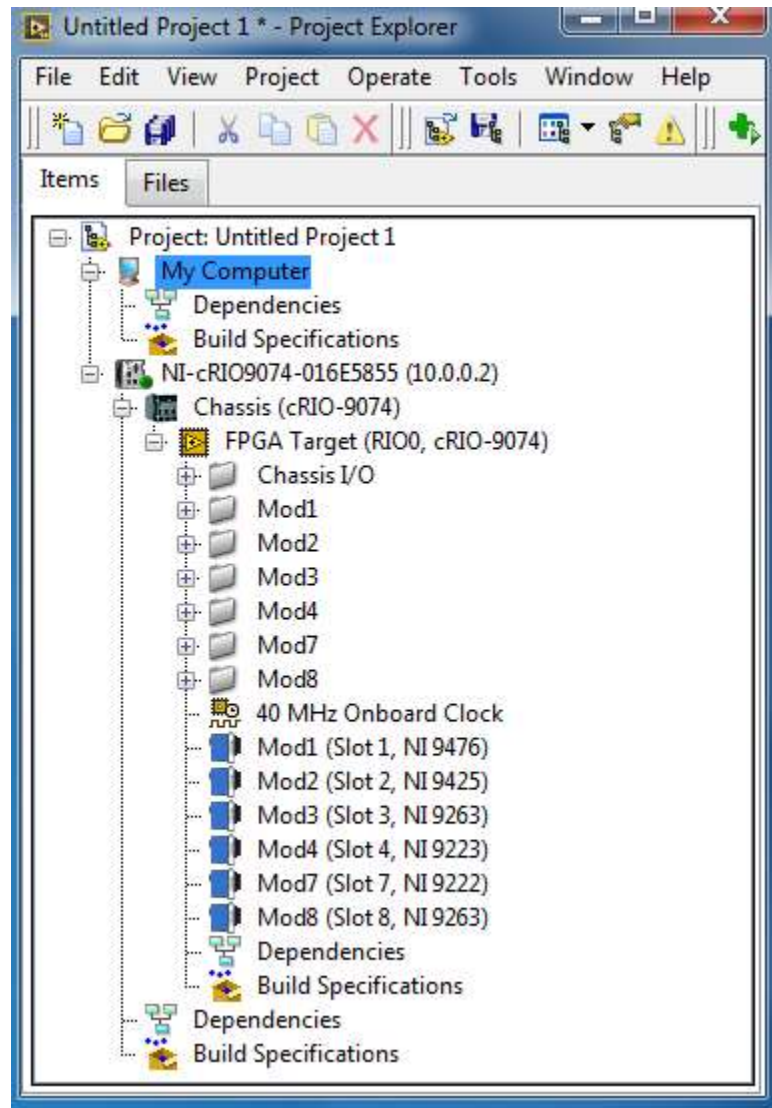 Untitled Project 1 * - Project Explorer
File Edit View Project Operate Tools Window Help
Items Files
Project: Untitled Project 1
My Computer
Dependencies
Build Specifications
NI-cRIO9074-016E5855 (10.0.0.2)
Chassis (cRIO-9074)
FPGA Target (RIO0, cRIO-9074)
Chassis I/O
Mod1
Mod2
Mod3
Mod4
Mod7
Mod8
40 MHz Onboard Clock
Mod1 (Slot 1, NI 9476)
Mod2 (Slot 2, NI 9425)
Mod3 (Slot 3, NI 9263)
Mod4 (Slot 4, NI 9223)
Mod7 (Slot 7, NI 9222)
Mod8 (Slot 8, NI 9263)
Dependencies
Build Specifications
Dependencies
Build Specifications